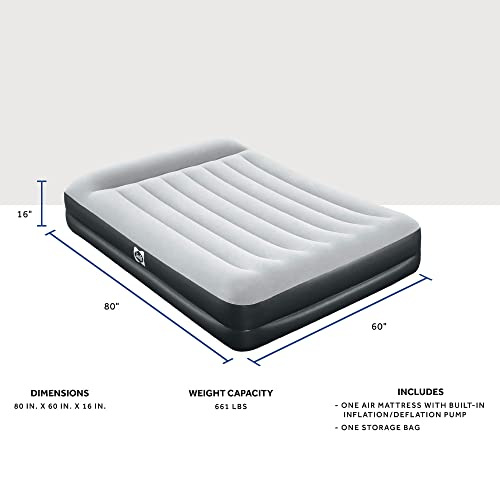 16"
80"
60"
DIMENSIONS
80 IN. X 60 IN. X 16 IN.
WEIGHT CAPACITY
661 LBS
INCLUDES
- ONE AIR MATTRESS WITH BUILT-IN
INFLATION/DEFLATION PUMP
- ONE STORAGE BAG